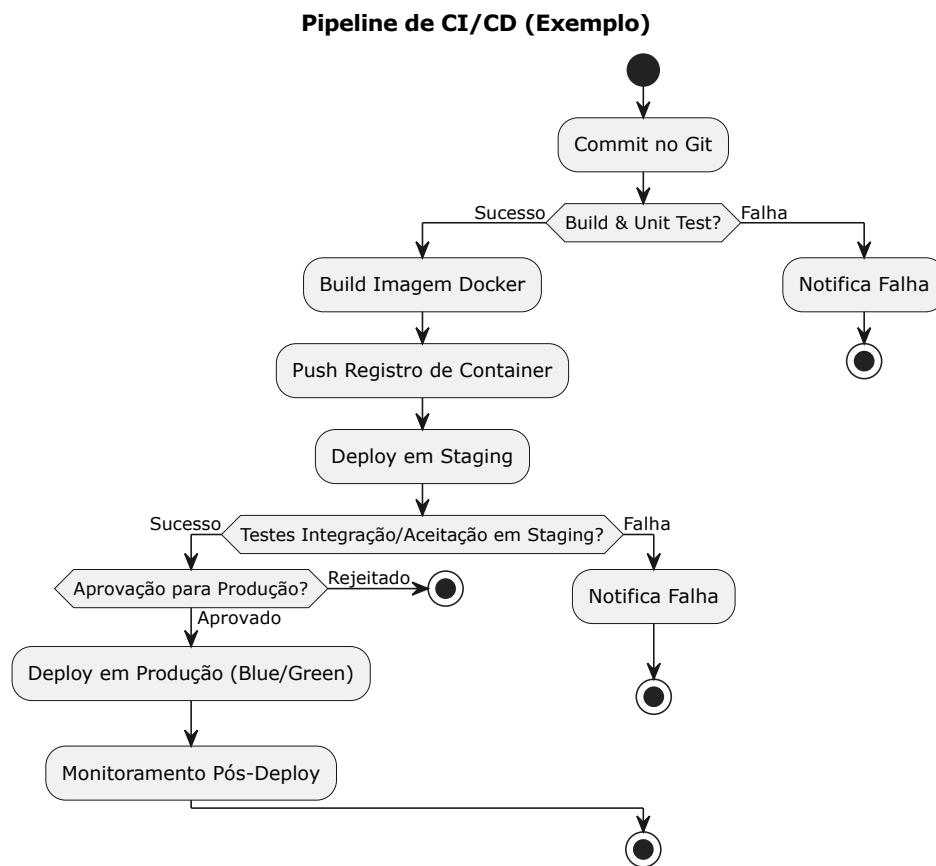 Pipeline de CI/CD (Exemplo)
Commit no Git
Sucesso
Build & Unit Test?
Falha
Build Imagem Docker
Notifica Falha
Push Registro de Container
Deploy em Staging
Sucesso
Testes Integração/Aceitação em Staging?
Falha
Aprovação para Produção?
Rejeitado
Notifica Falha
Aprovado
Deploy em Produção (Blue/Green)
Monitoramento Pós-Deploy